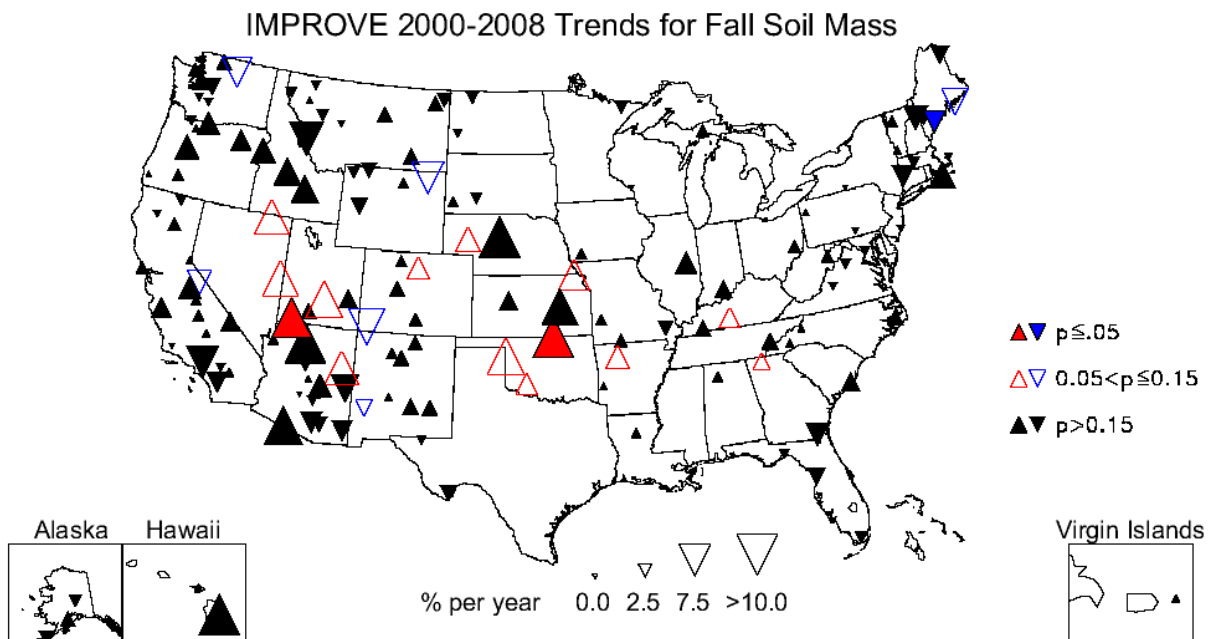 IMPROVE 2000-2008 Trends for Fall Soil Mass
p≤.05
0.05<p≦0.15
p>0.15
Alaska
Hawaii
Virgin Islands
% per year 0.0 2.5 7.5 >10.0